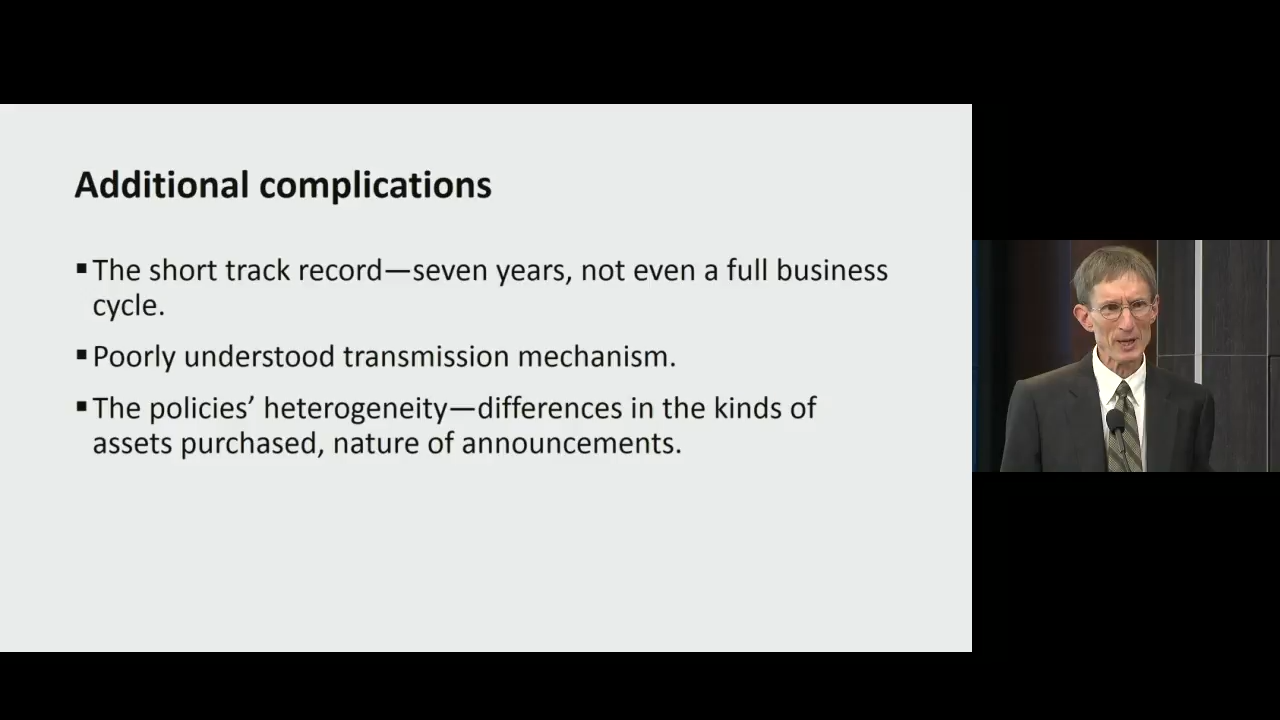 Additional complications
▪ The short track record—seven years, not even a full business
cycle.
▪ Poorly understood transmission mechanism.
▪ The policies’ heterogeneity—differences in the kinds of
assets purchased, nature of announcements.